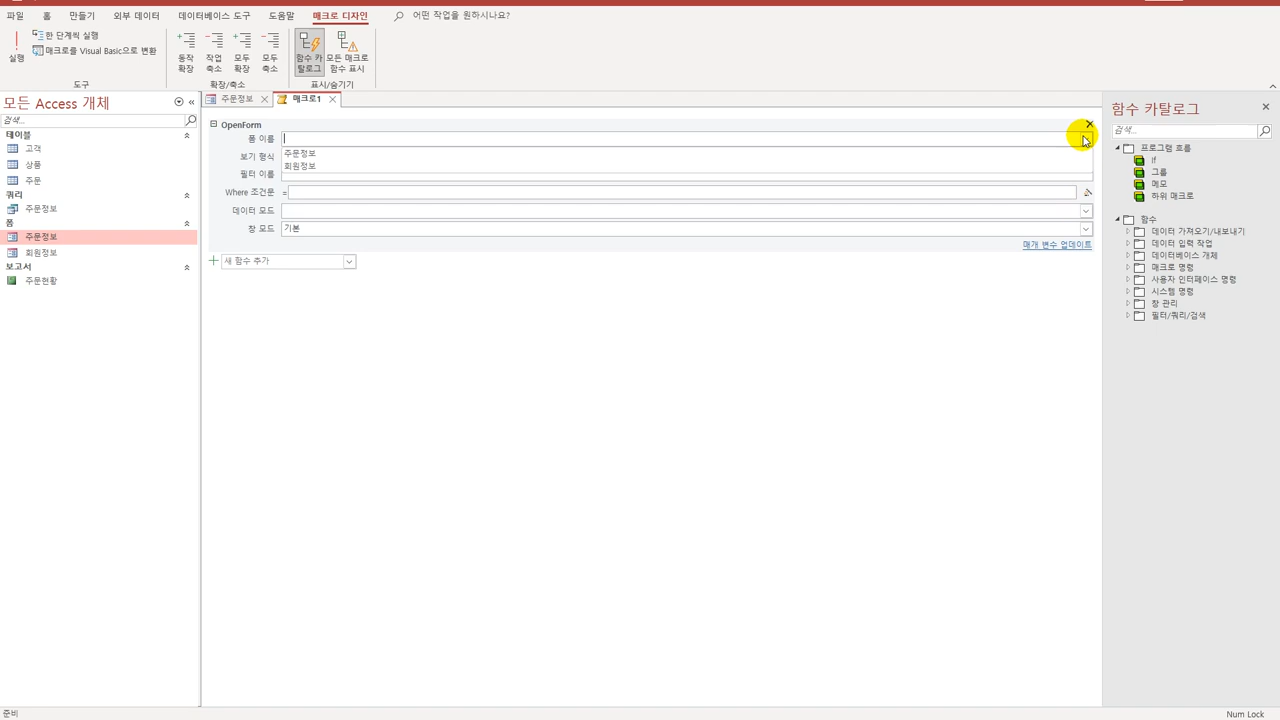 파일 홈 만들기 외부 데이터 데이터베이스 도구 도움말 매크로 디자인 어떤 작업을 원하시나요?
실행
한 단계씩 실행
매크로를 Visual Basic으로 변환
도구
동작 확장
작업 축소
모두 확장
모두 축소
확장/축소
함수 카탈로그
모든 매크로 함수 표시
표시/숨기기
모든 Access 개체
검색...
테이블
고객
상품
주문
쿼리
주문정보
폼
주문정보
회원정보
보고서
주문현황
주문정보 매크로1
OpenForm
폼 이름
주문정보
회원정보
보기 형식
필터 이름
Where 조건문 =
데이터 모드
창 모드 기본
매개 변수 업데이트
새 함수 추가
함수 카탈로그
검색...
프로그램 흐름
If
그룹
메모
하위 매크로
함수
데이터 가져오기/내보내기
데이터 입력 작업
데이터베이스 개체
매크로 명령
사용자 인터페이스 명령
시스템 명령
창 관리
필터/쿼리/검색
준비
Num Lock